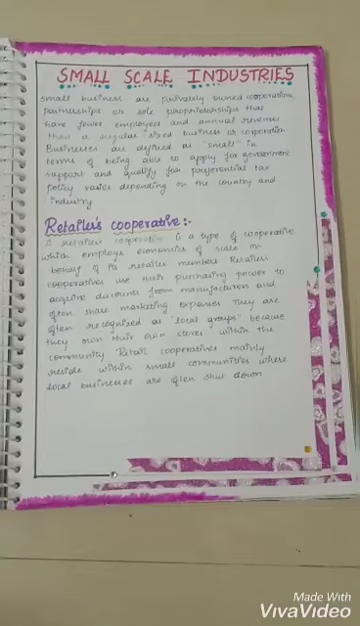 SMALL SCALE INDUSTRIES
Small business are privately owned corporations,
partnerships or sole proprietorships that
have fewer employees and annual revenue
than a regular-sized business or corporation
Businesses are defined as "small" in
terms of being able to apply for government
support and qualify for preferential tax
policy varies depending on the country and
industry
Retailer's cooperative:-
A retailers cooperative is a type of cooperative
which employs economies of scale on
behalf of its retailer members Retailers
cooperatives use their purchasing power to
acquire discounts from manufacturers and
often share marketing expenses They are
often recognised as "local groups" because
they own their own stores within the
community Retail cooperatives mainly
reside within small communities where
local businesses are often shut down
Made With
VivaVideo